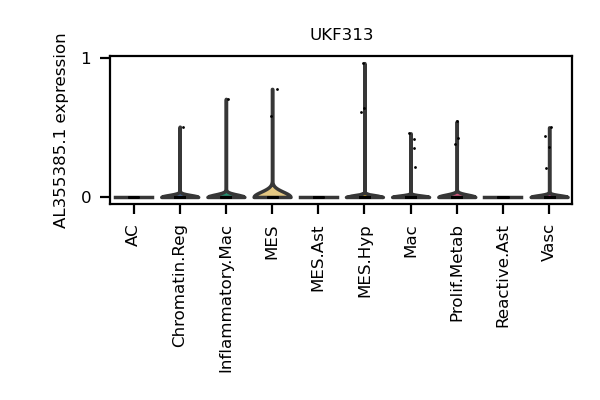 UKF313
AL355385.1 expression
1
0
AC
Chromatin.Reg
Inflammatory.Mac
MES
MES.Ast
MES.Hyp
Mac
Prolif.Metab
Reactive.Ast
Vasc